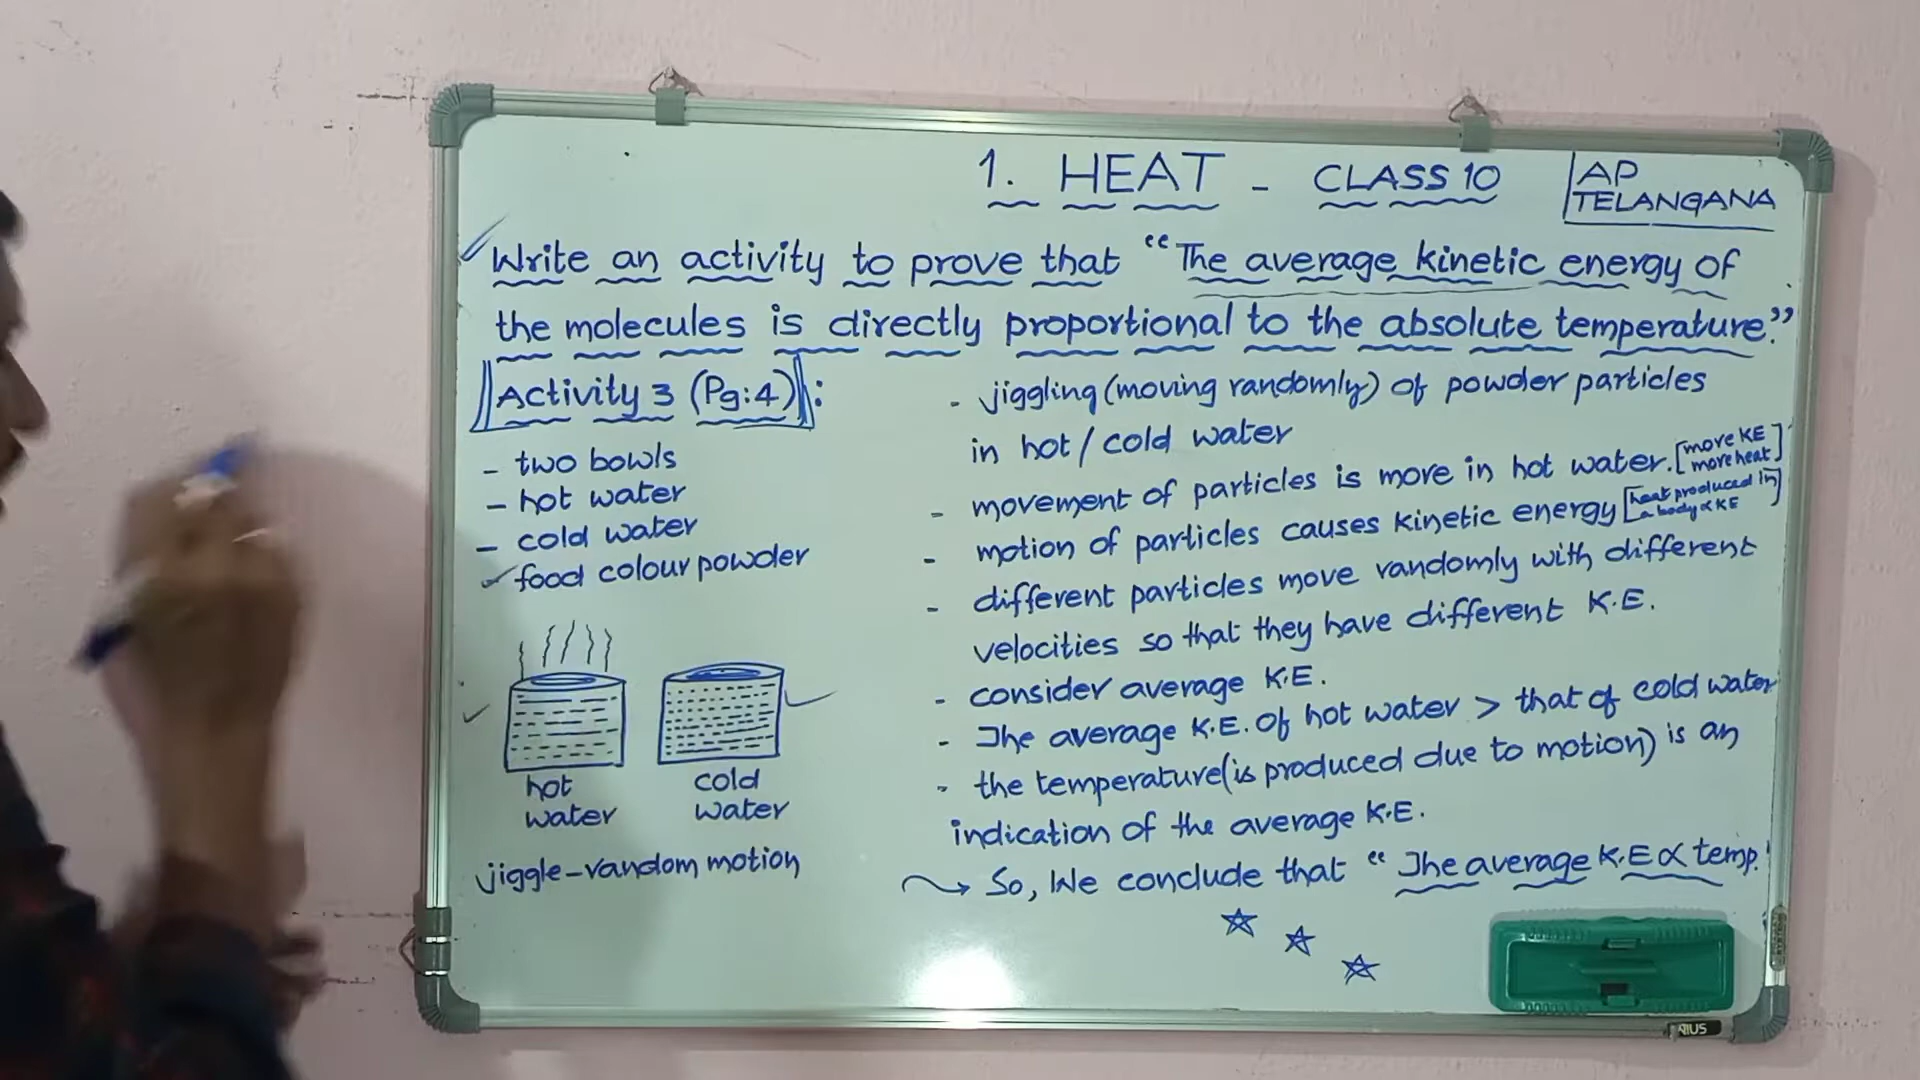 1. HEAT - CLASS 10
AP
TELANGANA
Write an activity to prove that "The average kinetic energy of
the molecules is directly proportional to the absolute temperature."
Activity 3 (Pg:4) :
- two bowls
- hot water
- cold water
food colour powder
hot
water
cold
water
jiggle-random motion
- jiggling (moving randomly) of powder particles
in hot / cold water
- movement of particles is more in hot water. [more KE
more heat]
- motion of particles causes kinetic energy [heat produced in
a body ∝ KE]
- different particles move randomly with different
velocities so that they have different K.E.
- consider average K.E.
- The average K.E. of hot water > that of cold water
- the temperature (is produced due to motion) is an
indication of the average K.E.
So, We conclude that "The average K.E ∝ temp."